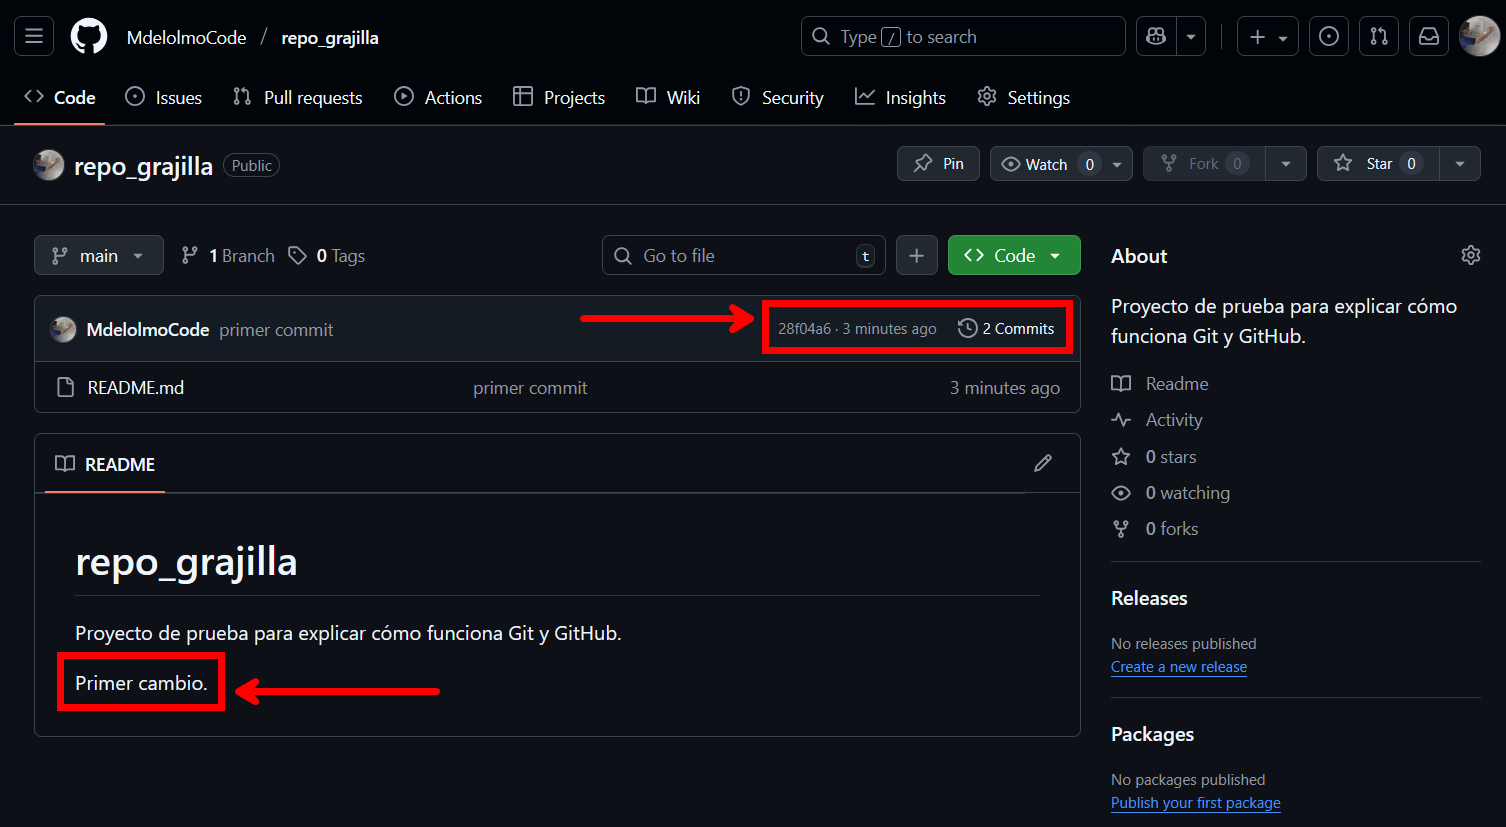 MdelolmoCode / repo_grajilla
Type / to search
Code Issues Pull requests Actions Projects Wiki Security Insights Settings
repo_grajilla Public
Pin Watch 0 Fork 0 Star 0
main 1 Branch 0 Tags
Go to file t
+ Code
MdelolmoCode primer commit
28f04a6 · 3 minutes ago 2 Commits
README.md primer commit 3 minutes ago
README
repo_grajilla
Proyecto de prueba para explicar cómo funciona Git y GitHub.
Primer cambio.
About
Proyecto de prueba para explicar cómo
funciona Git y GitHub.
Readme
Activity
0 stars
0 watching
0 forks
Releases
No releases published
Create a new release
Packages
No packages published
Publish your first package